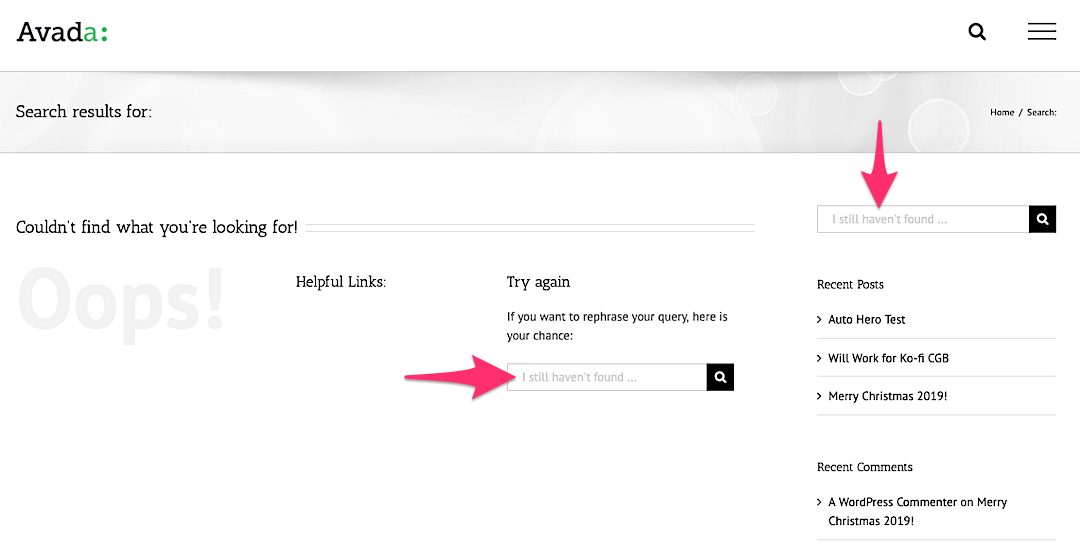 Avada:
Search results for:
Home / Search:
Couldn't find what you're looking for!
Oops!
Helpful Links:
Try again
If you want to rephrase your query, here is
your chance:
I still haven't found ...
I still haven't found ...
Recent Posts
Auto Hero Test
Will Work for Ko-fi CGB
Merry Christmas 2019!
Recent Comments
A WordPress Commenter on Merry
Christmas 2019!